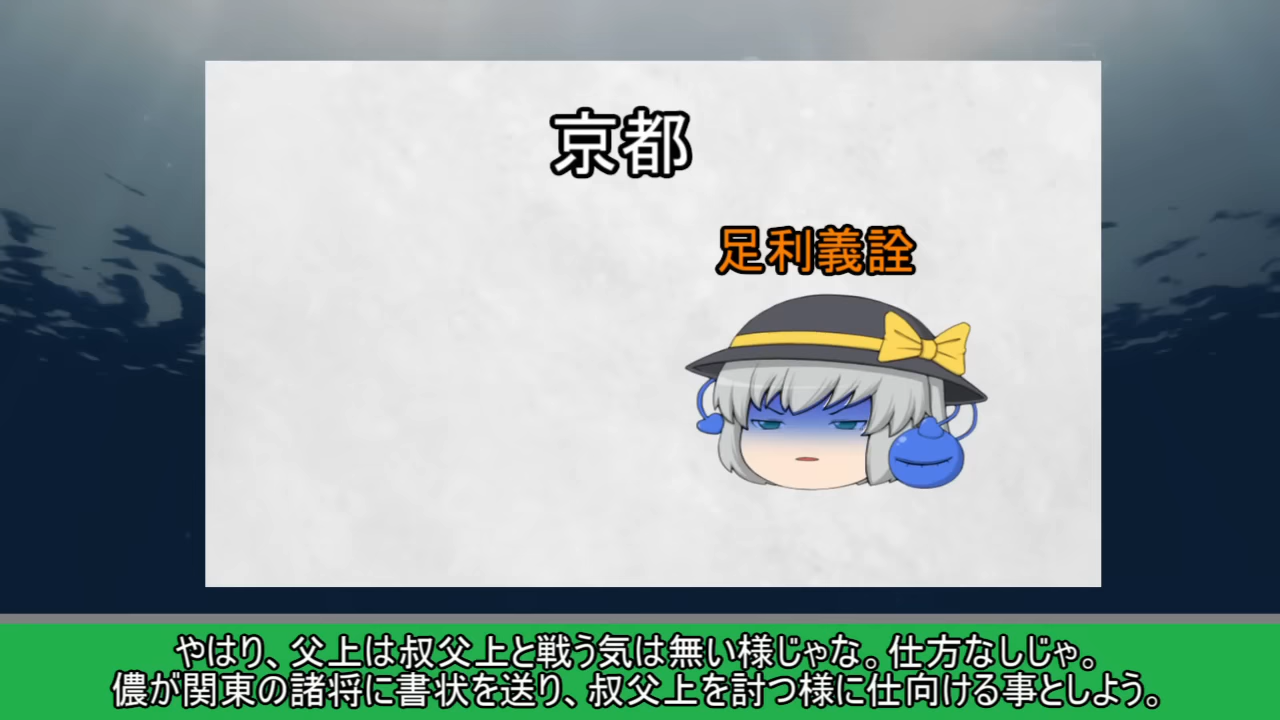 京都
足利義詮
やはり、父上は叔父上と戦う気は無い様じゃな。仕方なしじゃ。
儂が関東の諸将に書状を送り、叔父上を討つ様に仕向ける事としよう。